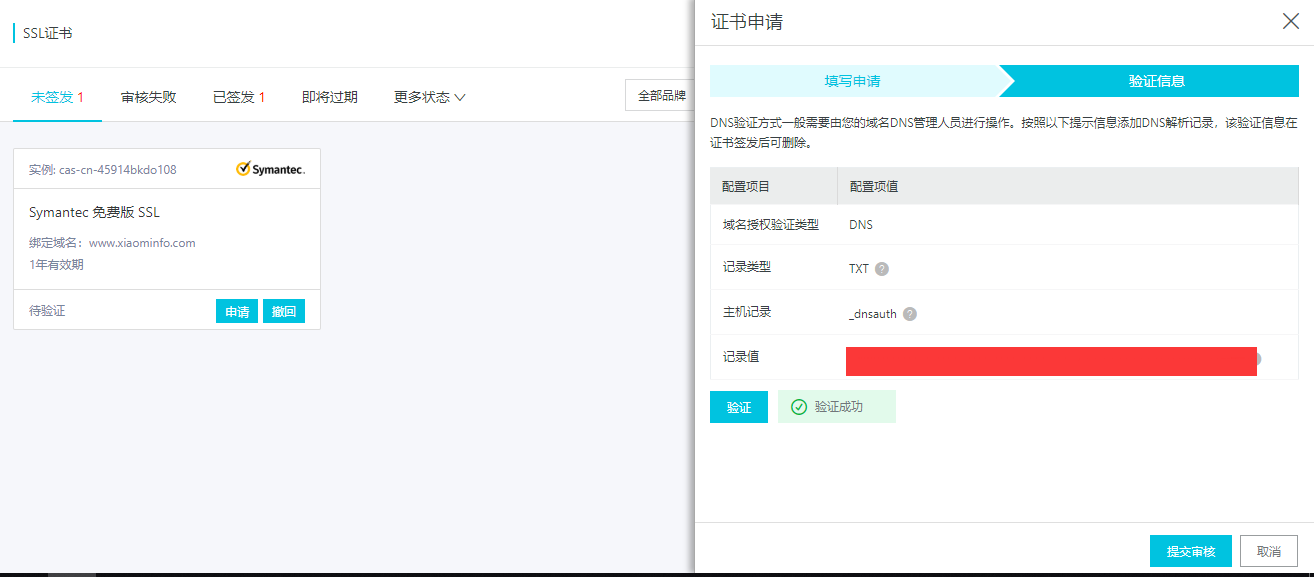 SSL证书
未签发 1 审核失败 已签发 1 即将过期 更多状态 全部品牌
实例: cas-cn-45914bkdo108 Symantec.
Symantec 免费版 SSL
绑定域名：www.xiaominfo.com
1年有效期
待验证 申请 撤回
证书申请
填写申请 验证信息
DNS验证方式一般需要由您的域名DNS管理人员进行操作。按照以下提示信息添加DNS解析记录，该验证信息在
证书签发后可删除。
配置项目 配置项值
域名授权验证类型 DNS
记录类型 TXT ?
主机记录 _dnsauth ?
记录值
验证 验证成功
提交审核 取消